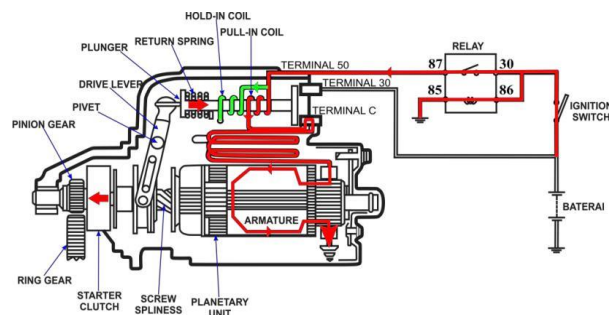 HOLD-IN COIL
RETURN SPRING
PULL-IN COIL
PLUNGER
DRIVE LEVER
PIVET
PINION GEAR
TERMINAL 50
TERMINAL 30
TERMINAL C
RELAY
87
30
85
86
IGNITION
SWITCH
BATERAI
ARMATURE
RING GEAR
STARTER
CLUTCH
SCREW
SPLINESS
PLANETARY
UNIT